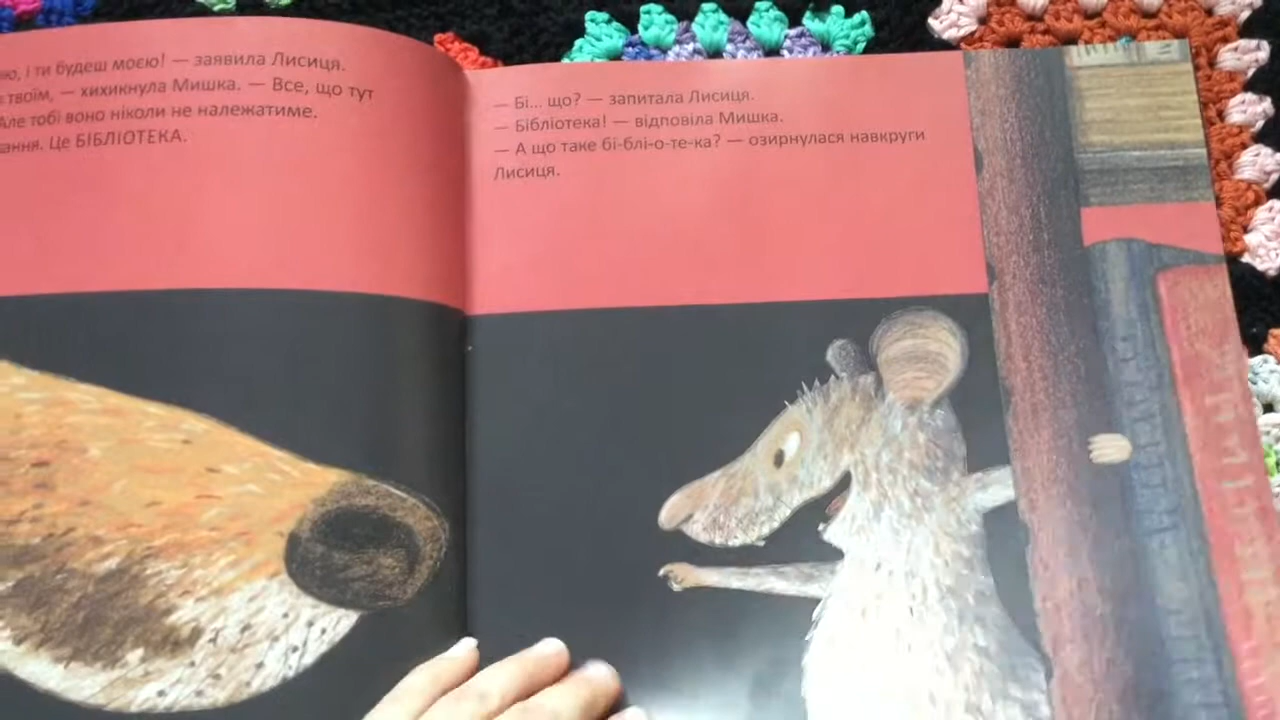 ю, і ти будеш моєю! — заявила Лисиця.
твоїм, — хихикнула Мишка. — Все, що тут
Але тобі воно ніколи не належатиме.
ання. Це БІБЛІОТЕКА.
— Бі... що? — запитала Лисиця.
— Бібліотека! — відповіла Мишка.
— А що таке бі-блі-о-те-ка? — озирнулася навкруги
Лисиця.